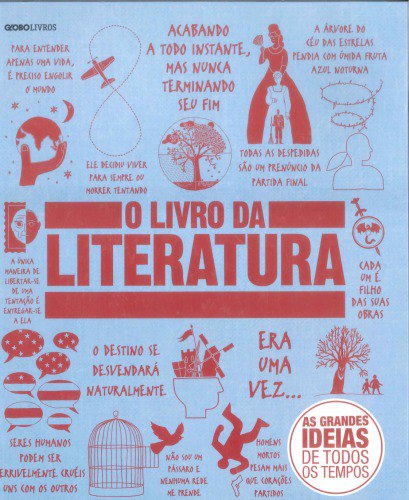 GLOBOLIVROS
PARA ENTENDER
APENAS UMA VIDA,
É PRECISO ENGOLIR
O MUNDO
ACABANDO
A TODO INSTANTE,
MAS NUNCA
TERMINANDO
SEU FIM
A ÁRVORE DO
CÉU DAS ESTRELAS
PENDIA COM ÚMIDA FRUTA
AZUL NOTURNA
ELE DECIDIU VIVER
PARA SEMPRE OU
MORRER TENTANDO
TODAS AS DESPEDIDAS
SÃO UM PRENÚNCIO DA
PARTIDA FINAL
O LIVRO DA
LITERATURA
A ÚNICA
MANEIRA DE
LIBERTAR-SE
DE UMA
TENTAÇÃO É
ENTREGAR-SE
A ELA
CADA
UM É
FILHO
DAS SUAS
OBRAS
O DESTINO SE
DESVENDARÁ
NATURALMENTE
ERA
UMA
VEZ...
SERES HUMANOS
PODEM SER
ERRIVELMENTE CRUÉIS
UNS COM OS OUTROS
NÃO SOU UM
PÁSSARO E
NENHUMA REDE
ME PRENDE
HOMENS
MORTOS
PESAM MAIS
QUE CORAÇÕES
PARTIDOS
AS GRANDES
IDEIAS
DE TODOS
OS TEMPOS